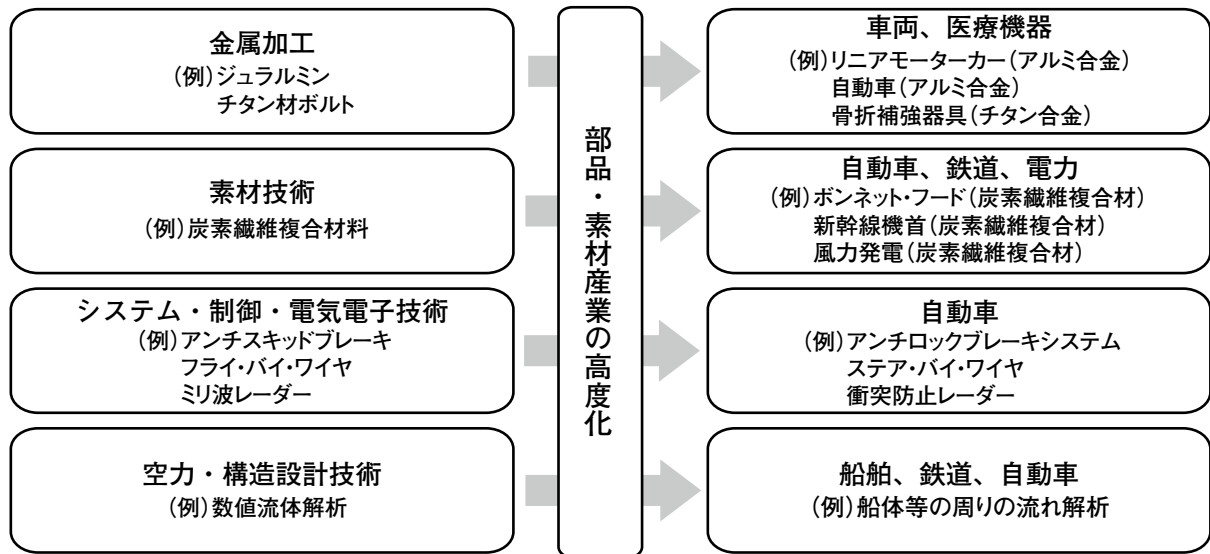 金属加工
(例)ジュラルミン
チタン材ボルト
素材技術
(例)炭素繊維複合材料
システム・制御・電気電子技術
(例)アンチスキッドブレーキ
フライ・バイ・ワイヤ
ミリ波レーダー
空力・構造設計技術
(例)数値流体解析
部品・素材産業の高度化
車両、医療機器
(例)リニアモーターカー(アルミ合金)
自動車(アルミ合金)
骨折補強器具(チタン合金)
自動車、鉄道、電力
(例)ボンネット・フード(炭素繊維複合材)
新幹線機首(炭素繊維複合材)
風力発電(炭素繊維複合材)
自動車
(例)アンチロックブレーキシステム
ステア・バイ・ワイヤ
衝突防止レーダー
船舶、鉄道、自動車
(例)船体等の周りの流れ解析